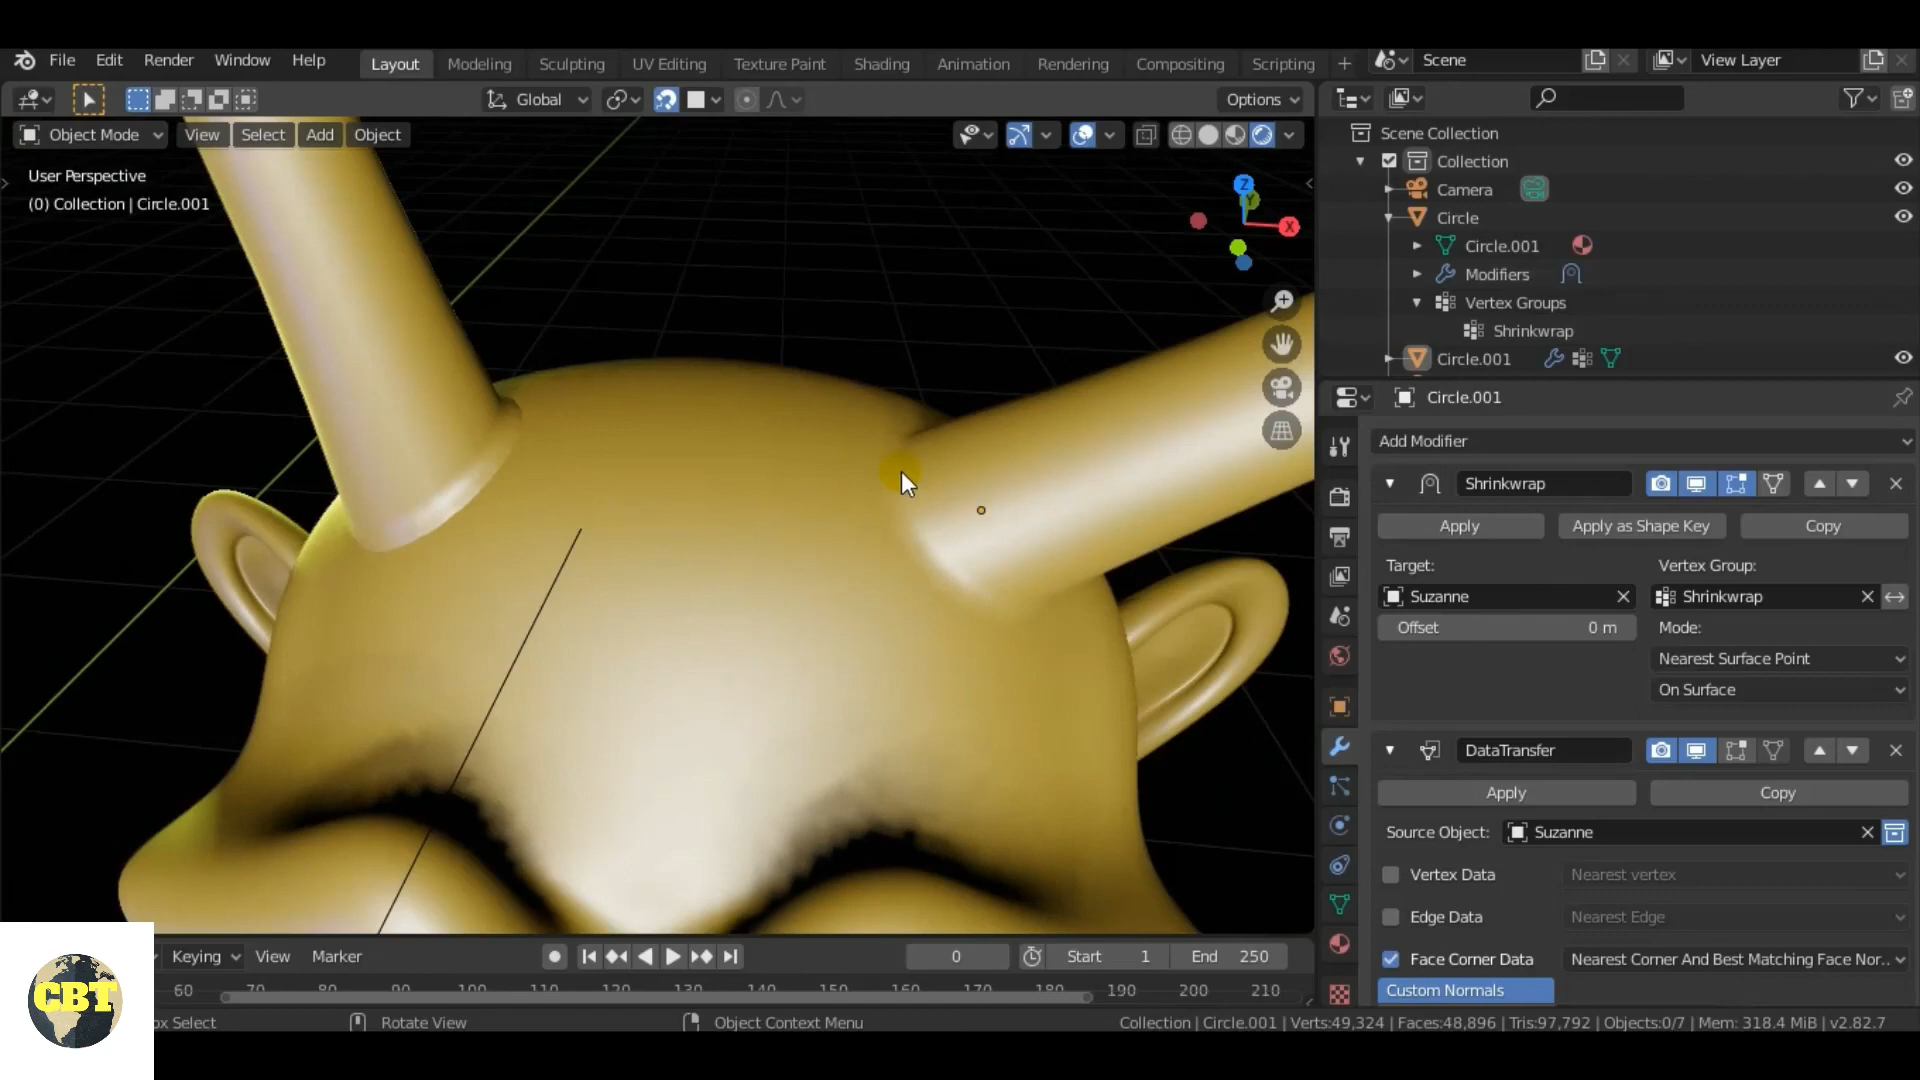 File Edit Render Window Help Layout Modeling Sculpting UV Editing Texture Paint Shading Animation Rendering Compositing Scripting + Scene View Layer
Global Options
Object Mode View Select Add Object
User Perspective
(0) Collection | Circle.001
Z
Y
X
Scene Collection
Collection
Camera
Circle
Circle.001
Modifiers
Vertex Groups
Shrinkwrap
Circle.001
Circle.001
Add Modifier
Shrinkwrap
Apply Apply as Shape Key Copy
Target: Vertex Group:
Suzanne Shrinkwrap
Offset 0 m Mode:
Nearest Surface Point
On Surface
DataTransfer
Apply Copy
Source Object: Suzanne
Vertex Data Nearest vertex
Edge Data Nearest Edge
Face Corner Data Nearest Corner And Best Matching Face Nor..
Custom Normals
Keying View Marker 0 Start 1 End 250
60 70 80 90 100 110 120 130 140 150 160 170 180 190 200 210
CBT
ox Select Rotate View Object Context Menu Collection | Circle.001 | Verts:49,324 | Faces:48,896 | Tris:97,792 | Objects:0/7 | Mem: 318.4 MiB | v2.82.7